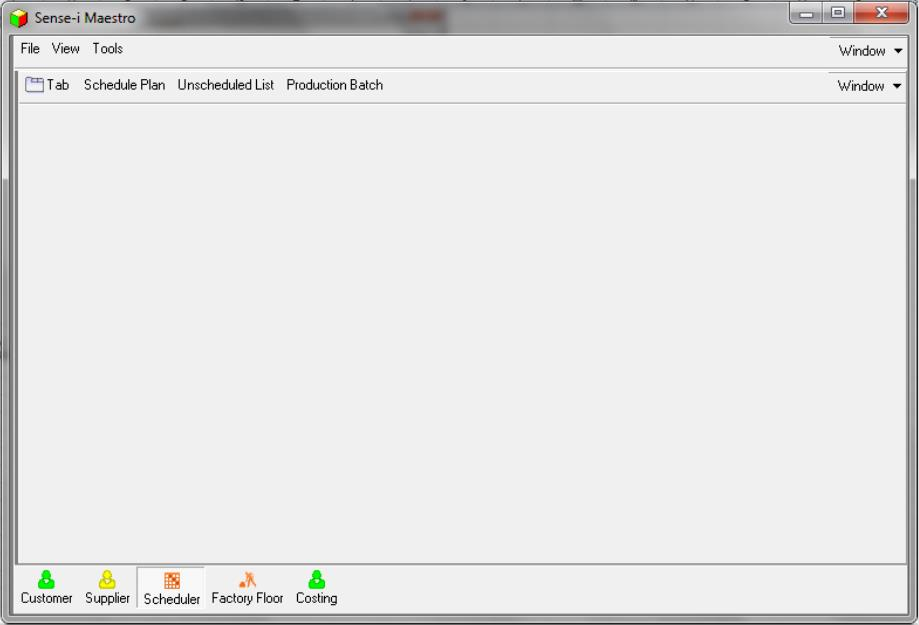 Sense-i Maestro
File View Tools Window
Tab Schedule Plan Unscheduled List Production Batch Window
Customer Supplier Scheduler Factory Floor Costing